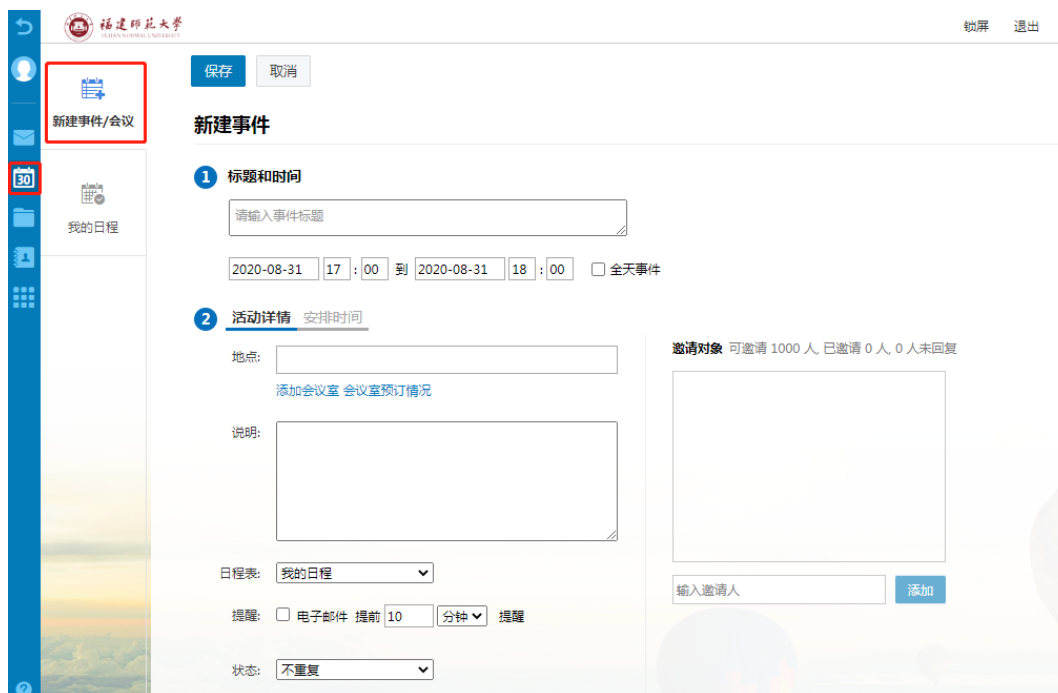 福建师范大学
FUJIAN NORMAL UNIVERSITY
锁屏 退出
保存 取消
新建事件/会议
新建事件
1 标题和时间
30
请输入事件标题
我的日程
2020-08-31 17 : 00 到 2020-08-31 18 : 00 全天事件
2 活动详情 安排时间
邀请对象 可邀请 1000 人, 已邀请 0 人, 0 人未回复
地点:
添加会议室 会议室预订情况
说明:
日程表: 我的日程
输入邀请人 添加
提醒: 电子邮件 提前 10 分钟 提醒
状态: 不重复